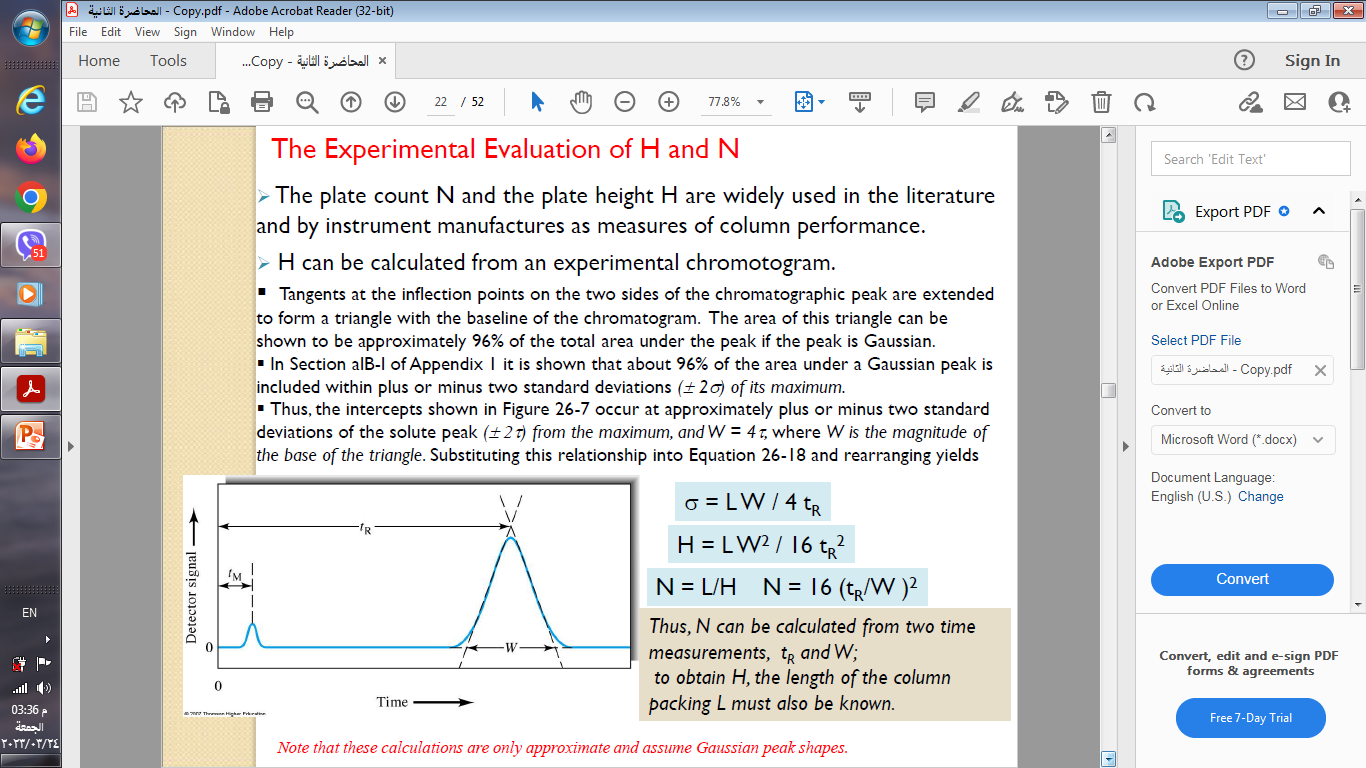 المحاضرة الثانية - Copy.pdf - Adobe Acrobat Reader (32-bit)
File Edit View Sign Window Help
Home Tools ...Copy - المحاضرة الثانية × Sign In
22 / 52 77.8%
The Experimental Evaluation of H and N
➢ The plate count N and the plate height H are widely used in the literature
and by instrument manufactures as measures of column performance.
➢ H can be calculated from an experimental chromotogram.
▪ Tangents at the inflection points on the two sides of the chromatographic peak are extended
to form a triangle with the baseline of the chromatogram. The area of this triangle can be
shown to be approximately 96% of the total area under the peak if the peak is Gaussian.
▪ In Section alB-l of Appendix 1 it is shown that about 96% of the area under a Gaussian peak is
included within plus or minus two standard deviations (± 2σ) of its maximum.
▪ Thus, the intercepts shown in Figure 26-7 occur at approximately plus or minus two standard
deviations of the solute peak (± 2τ) from the maximum, and W = 4τ, where W is the magnitude of
the base of the triangle. Substituting this relationship into Equation 26-18 and rearranging yields
Detector signal
tR
tM
W
0
0
Time
© 2007 Thomson Higher Education
σ = LW / 4 tR
H = LW² / 16 tR²
N = L/H N = 16 (tR/W )²
Thus, N can be calculated from two time
measurements, tR and W;
to obtain H, the length of the column
packing L must also be known.
Note that these calculations are only approximate and assume Gaussian peak shapes.
Search 'Edit Text'
Export PDF
Adobe Export PDF
Convert PDF Files to Word
or Excel Online
Select PDF File
المحاضرة الثانية - Copy.pdf
Convert to
Microsoft Word (*.docx)
Document Language:
English (U.S.) Change
Convert
Convert, edit and e-sign PDF
forms & agreements
Free 7-Day Trial
51
EN
03:36 م
الجمعة
٢٠٢٣/٠٣/٢٤